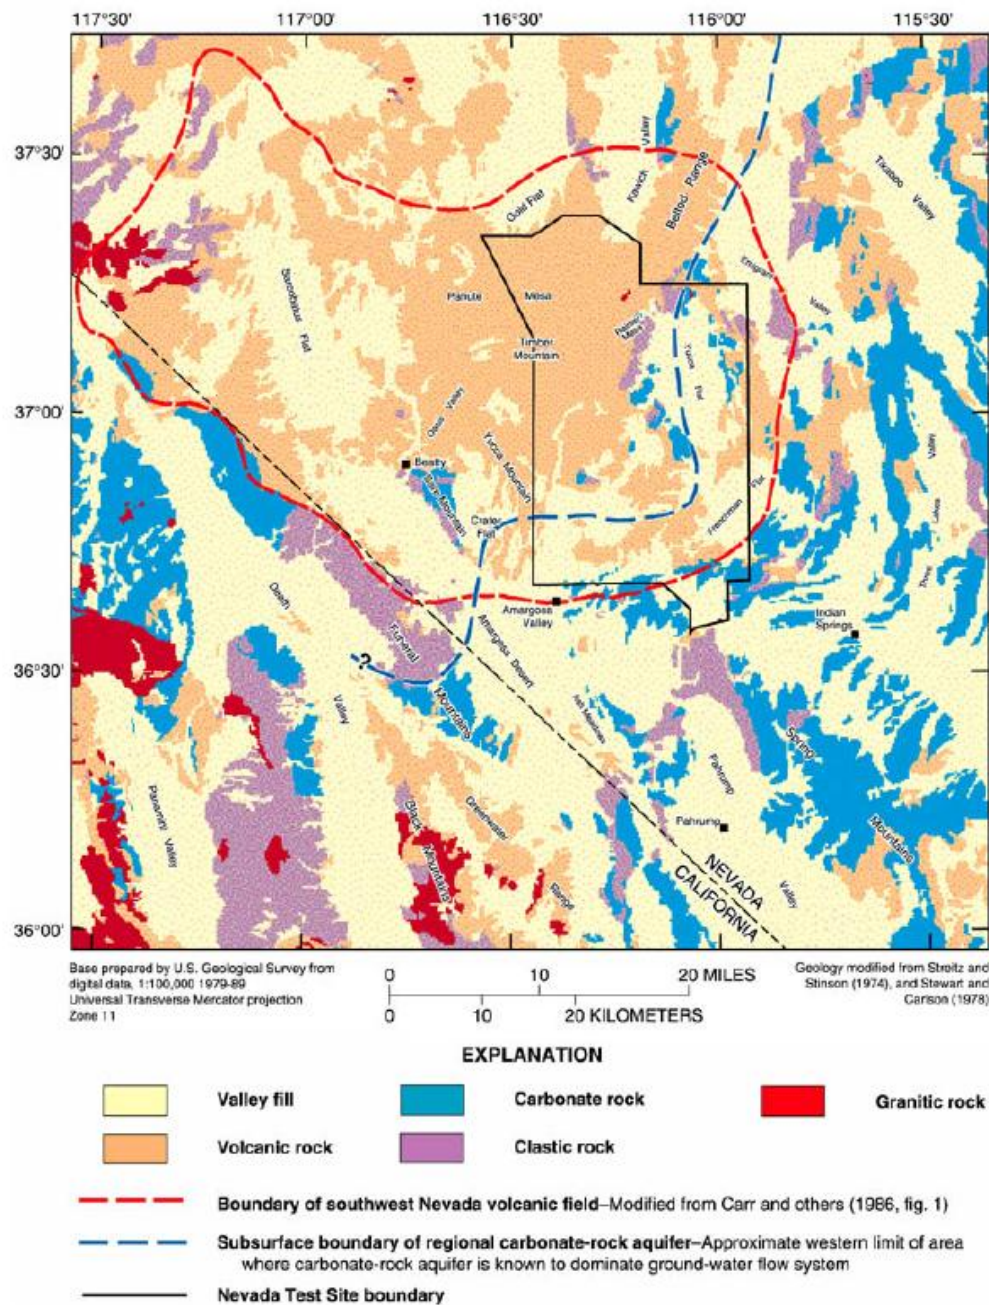 117°30' 117°00' 116°30' 116°00' 115°30'
37°30'
37°00'
36°30'
36°00'
Kawich Valley
Belted Range
Gold Flat
Tikaboo Valley
Emigrant Valley
Sarcobatus Flat
Pahute Mesa
Rainier Mesa
Timber Mountain
Yucca Flat
Oasis Valley
Yucca Mountain
Beatty
Bare Mountain
Crater Flat
Frenchman Flat
Valley
Amargosa Valley
Indian Springs
Death Valley
Funeral Mountains
?
Amargosa Desert
Ash Meadows
Spring Mountains
Pahrump Valley
Pahrump
Panamint Valley
Black Mountains
Greenwater Range
NEVADA
CALIFORNIA
Base prepared by U.S. Geological Survey from
digital data, 1:100,000 1979-89
Universal Transverse Mercator projection
Zone 11
0 10 20 MILES
0 10 20 KILOMETERS
Geology modified from Streitz and
Stinson (1974), and Stewart and
Carlson (1978)
EXPLANATION
Valley fill
Carbonate rock
Granitic rock
Volcanic rock
Clastic rock
Boundary of southwest Nevada volcanic field–Modified from Carr and others (1986, fig. 1)
Subsurface boundary of regional carbonate-rock aquifer–Approximate western limit of area
where carbonate-rock aquifer is known to dominate ground-water flow system
Nevada Test Site boundary